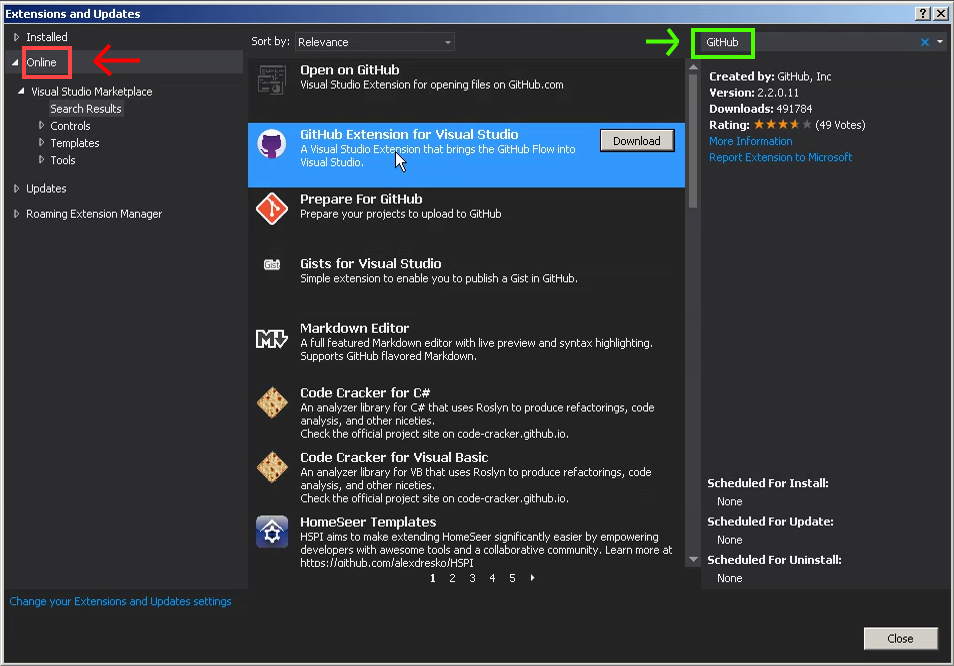 Extensions and Updates
Installed
Online
Visual Studio Marketplace
Search Results
Controls
Templates
Tools
Updates
Roaming Extension Manager
Change your Extensions and Updates settings
Sort by: Relevance
Open on GitHub
Visual Studio Extension for opening files on GitHub.com
GitHub Extension for Visual Studio
A Visual Studio Extension that brings the GitHub Flow into
Visual Studio.
Download
Prepare For GitHub
Prepare your projects to upload to GitHub
Gist
Gists for Visual Studio
Simple extension to enable you to publish a Gist in GitHub.
Markdown Editor
A full featured Markdown editor with live preview and syntax highlighting.
Supports GitHub flavored Markdown.
Code Cracker for C#
An analyzer library for C# that uses Roslyn to produce refactorings, code
analysis, and other niceties.
Check the official project site on code-cracker.github.io.
Code Cracker for Visual Basic
An analyzer library for VB that uses Roslyn to produce refactorings, code
analysis, and other niceties.
Check the official project site on code-cracker.github.io.
HomeSeer Templates
HSPI aims to make extending HomeSeer significantly easier by empowering
developers with awesome tools and a collaborative community. Learn more at
https://github.com/alexdresko/HSPI
1 2 3 4 5
GitHub
Created by: GitHub, Inc
Version: 2.2.0.11
Downloads: 491784
Rating: (49 Votes)
More Information
Report Extension to Microsoft
Scheduled For Install:
None
Scheduled For Update:
None
Scheduled For Uninstall:
None
Close